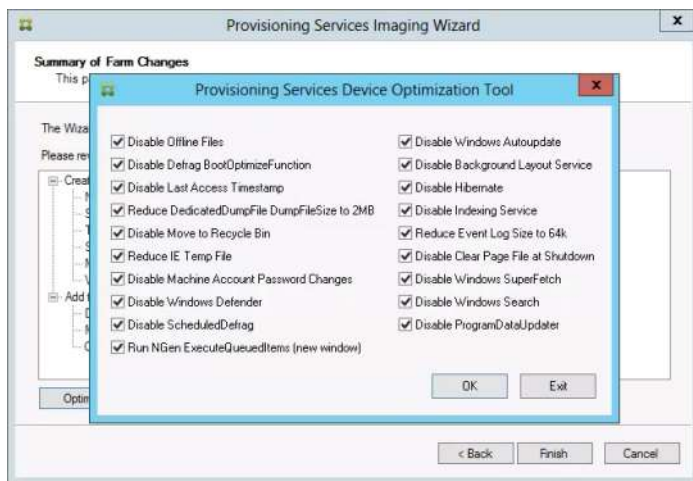 Provisioning Services Imaging Wizard
x
Summary of Farm Changes
This p
Provisioning Services Device Optimization Tool
x
The Wiza
Please rev
Creat
Add t
Disable Offline Files
Disable Defrag BootOptimizeFunction
Disable Last Access Timestamp
Reduce DedicatedDumpFile DumpFileSize to 2MB
Disable Move to Recycle Bin
Reduce IE Temp File
Disable Machine Account Password Changes
Disable Windows Defender
Disable ScheduledDefrag
Run NGen ExecuteQueuedItems (new window)
Disable Windows Autoupdate
Disable Background Layout Service
Disable Hibernate
Disable Indexing Service
Reduce Event Log Size to 64k
Disable Clear Page File at Shutdown
Disable Windows SuperFetch
Disable Windows Search
Disable ProgramDataUpdater
OK
Exit
Optim
< Back
Finish
Cancel